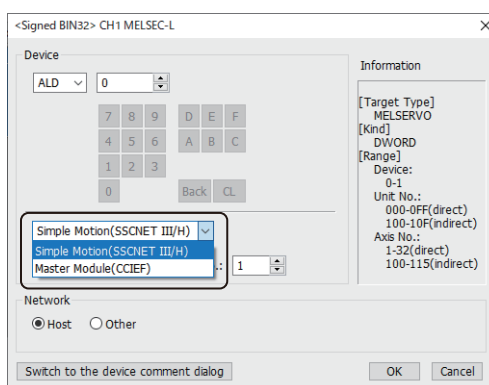 <Signed BIN32> CH1 MELSEC-L
Device
ALD 0
7 8 9 D E F
4 5 6 A B C
1 2 3
0 Back CL
Simple Motion(SSCNET III/H)
Simple Motion(SSCNET III/H)
Master Module(CCIEF)
.: 1
Information
[Target Type]
MELSERVO
[Kind]
DWORD
[Range]
Device:
0-1
Unit No.:
000-0FF(direct)
100-10F(indirect)
Axis No.:
1-32(direct)
100-115(indirect)
Network
Host Other
Switch to the device comment dialog OK Cancel